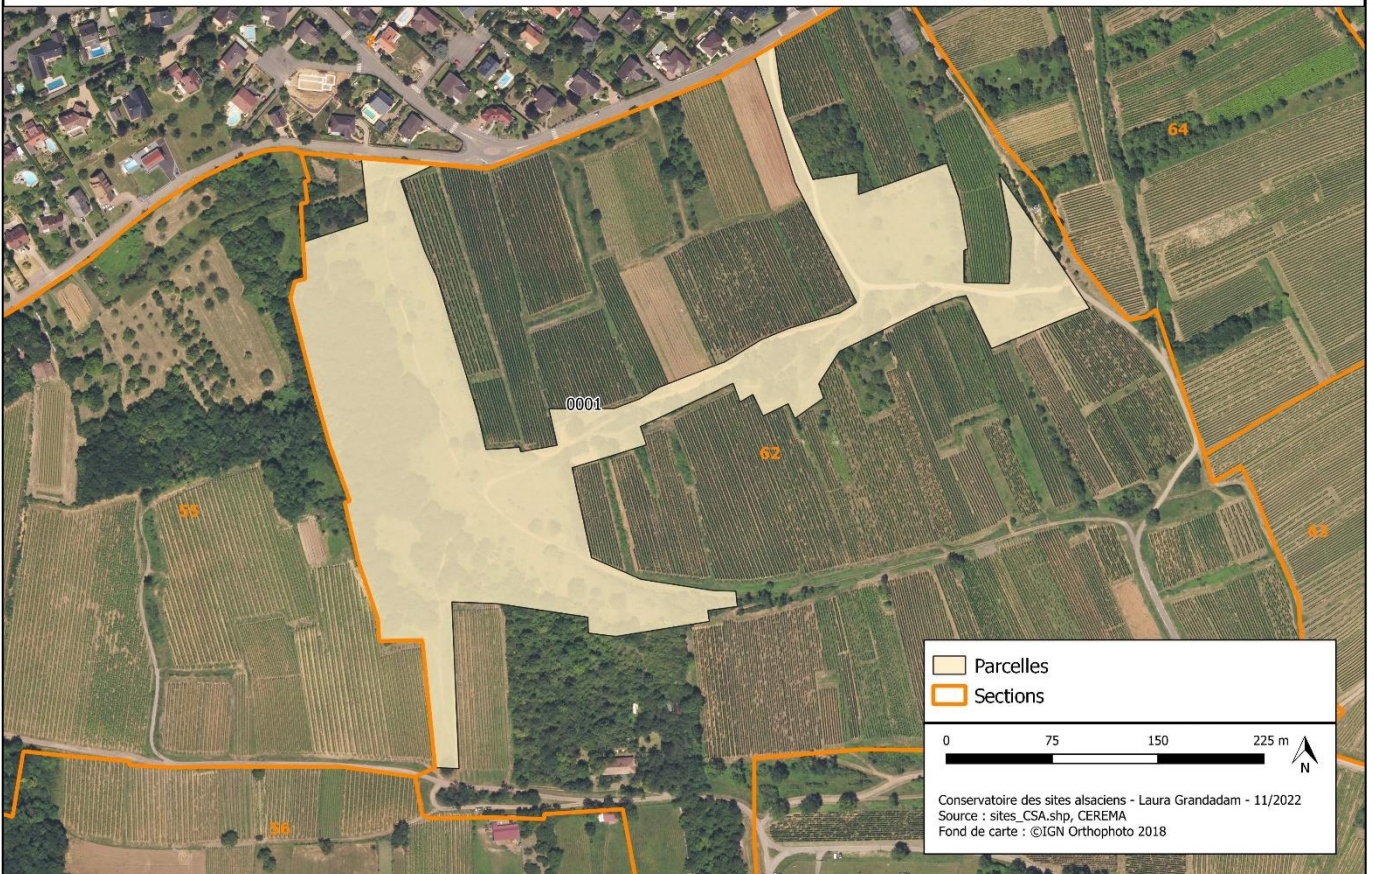 64
0001
62
55
63
56
Parcelles
Sections
0 75 150 225 m
N
Conservatoire des sites alsaciens - Laura Grandadam - 11/2022
Source : sites_CSA.shp, CEREMA
Fond de carte : ©IGN Orthophoto 2018